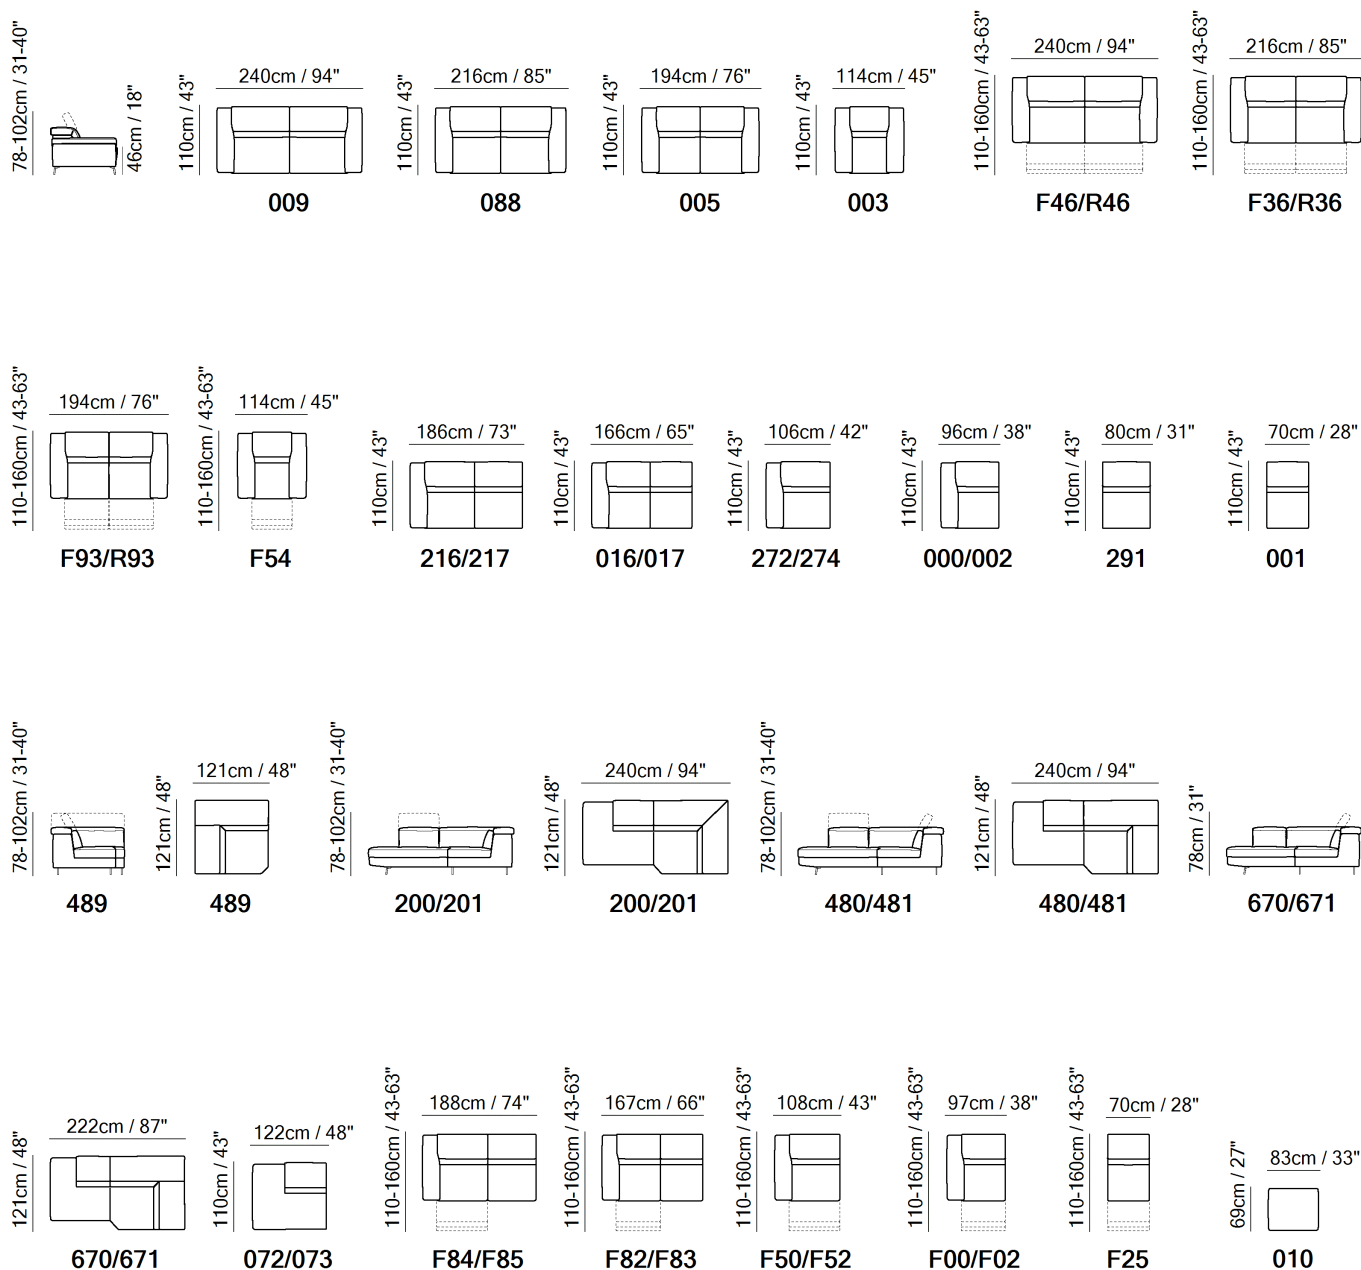 78-102cm / 31-40"
46cm / 18"
110cm / 43"
240cm / 94"
009
110cm / 43"
216cm / 85"
088
110cm / 43"
194cm / 76"
005
110cm / 43"
114cm / 45"
003
110-160cm / 43-63"
240cm / 94"
F46/R46
110-160cm / 43-63"
216cm / 85"
F36/R36
110-160cm / 43-63"
194cm / 76"
F93/R93
110-160cm / 43-63"
114cm / 45"
F54
110cm / 43"
186cm / 73"
216/217
110cm / 43"
166cm / 65"
016/017
110cm / 43"
106cm / 42"
272/274
110cm / 43"
96cm / 38"
000/002
110cm / 43"
80cm / 31"
291
110cm / 43"
70cm / 28"
001
78-102cm / 31-40"
489
121cm / 48"
121cm / 48"
489
78-102cm / 31-40"
200/201
121cm / 48"
240cm / 94"
200/201
78-102cm / 31-40"
480/481
121cm / 48"
240cm / 94"
480/481
78cm / 31"
670/671
121cm / 48"
222cm / 87"
670/671
110cm / 43"
122cm / 48"
072/073
110-160cm / 43-63"
188cm / 74"
F84/F85
110-160cm / 43-63"
167cm / 66"
F82/F83
110-160cm / 43-63"
108cm / 43"
F50/F52
110-160cm / 43-63"
97cm / 38"
F00/F02
110-160cm / 43-63"
70cm / 28"
F25
69cm / 27"
83cm / 33"
010